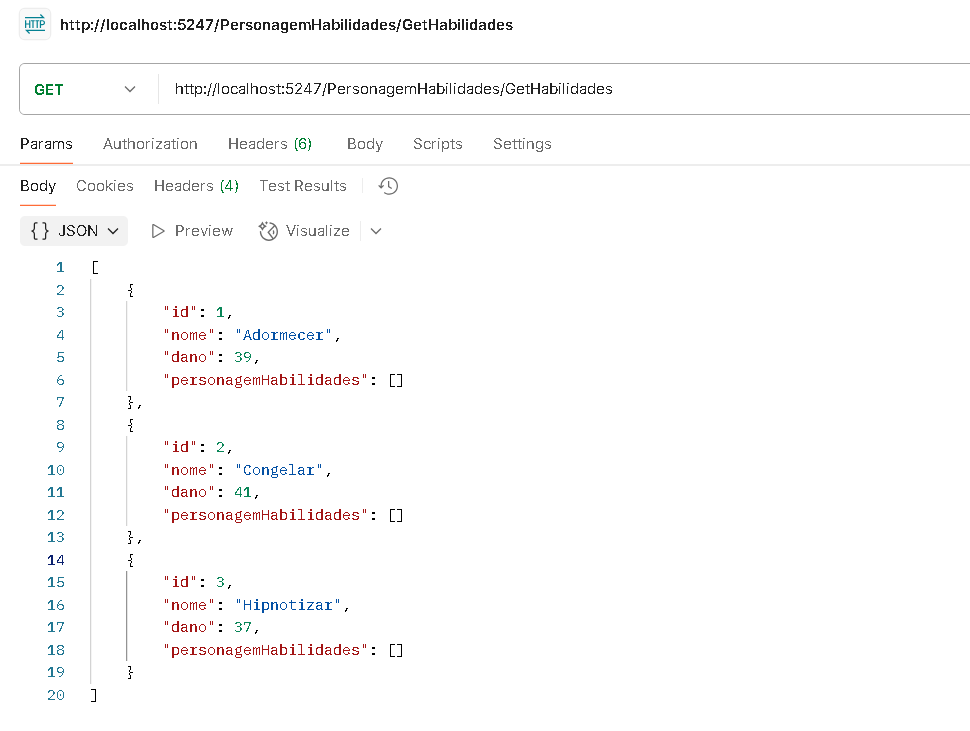 HTTP http://localhost:5247/PersonagemHabilidades/GetHabilidades
GET http://localhost:5247/PersonagemHabilidades/GetHabilidades
Params Authorization Headers (6) Body Scripts Settings
Body Cookies Headers (4) Test Results
{} JSON Preview Visualize
1 [
2 {
3 "id": 1,
4 "nome": "Adormecer",
5 "dano": 39,
6 "personagemHabilidades": []
7 },
8 {
9 "id": 2,
10 "nome": "Congelar",
11 "dano": 41,
12 "personagemHabilidades": []
13 },
14 {
15 "id": 3,
16 "nome": "Hipnotizar",
17 "dano": 37,
18 "personagemHabilidades": []
19 }
20 ]